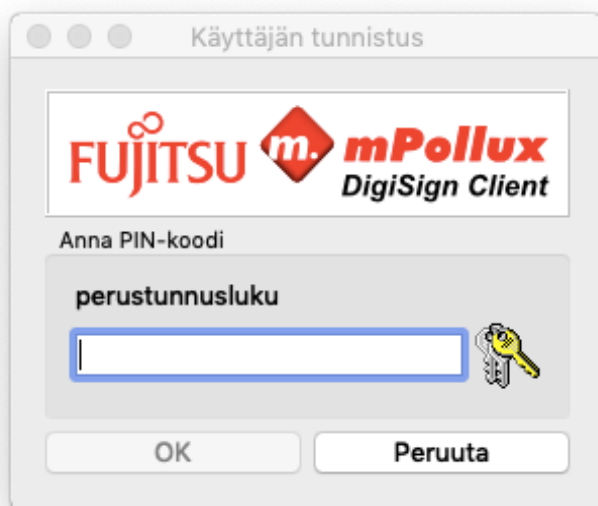 Käyttäjän tunnistus
FUJITSU m. mPollux
DigiSign Client
Anna PIN-koodi
perustunnusluku
OK Peruuta